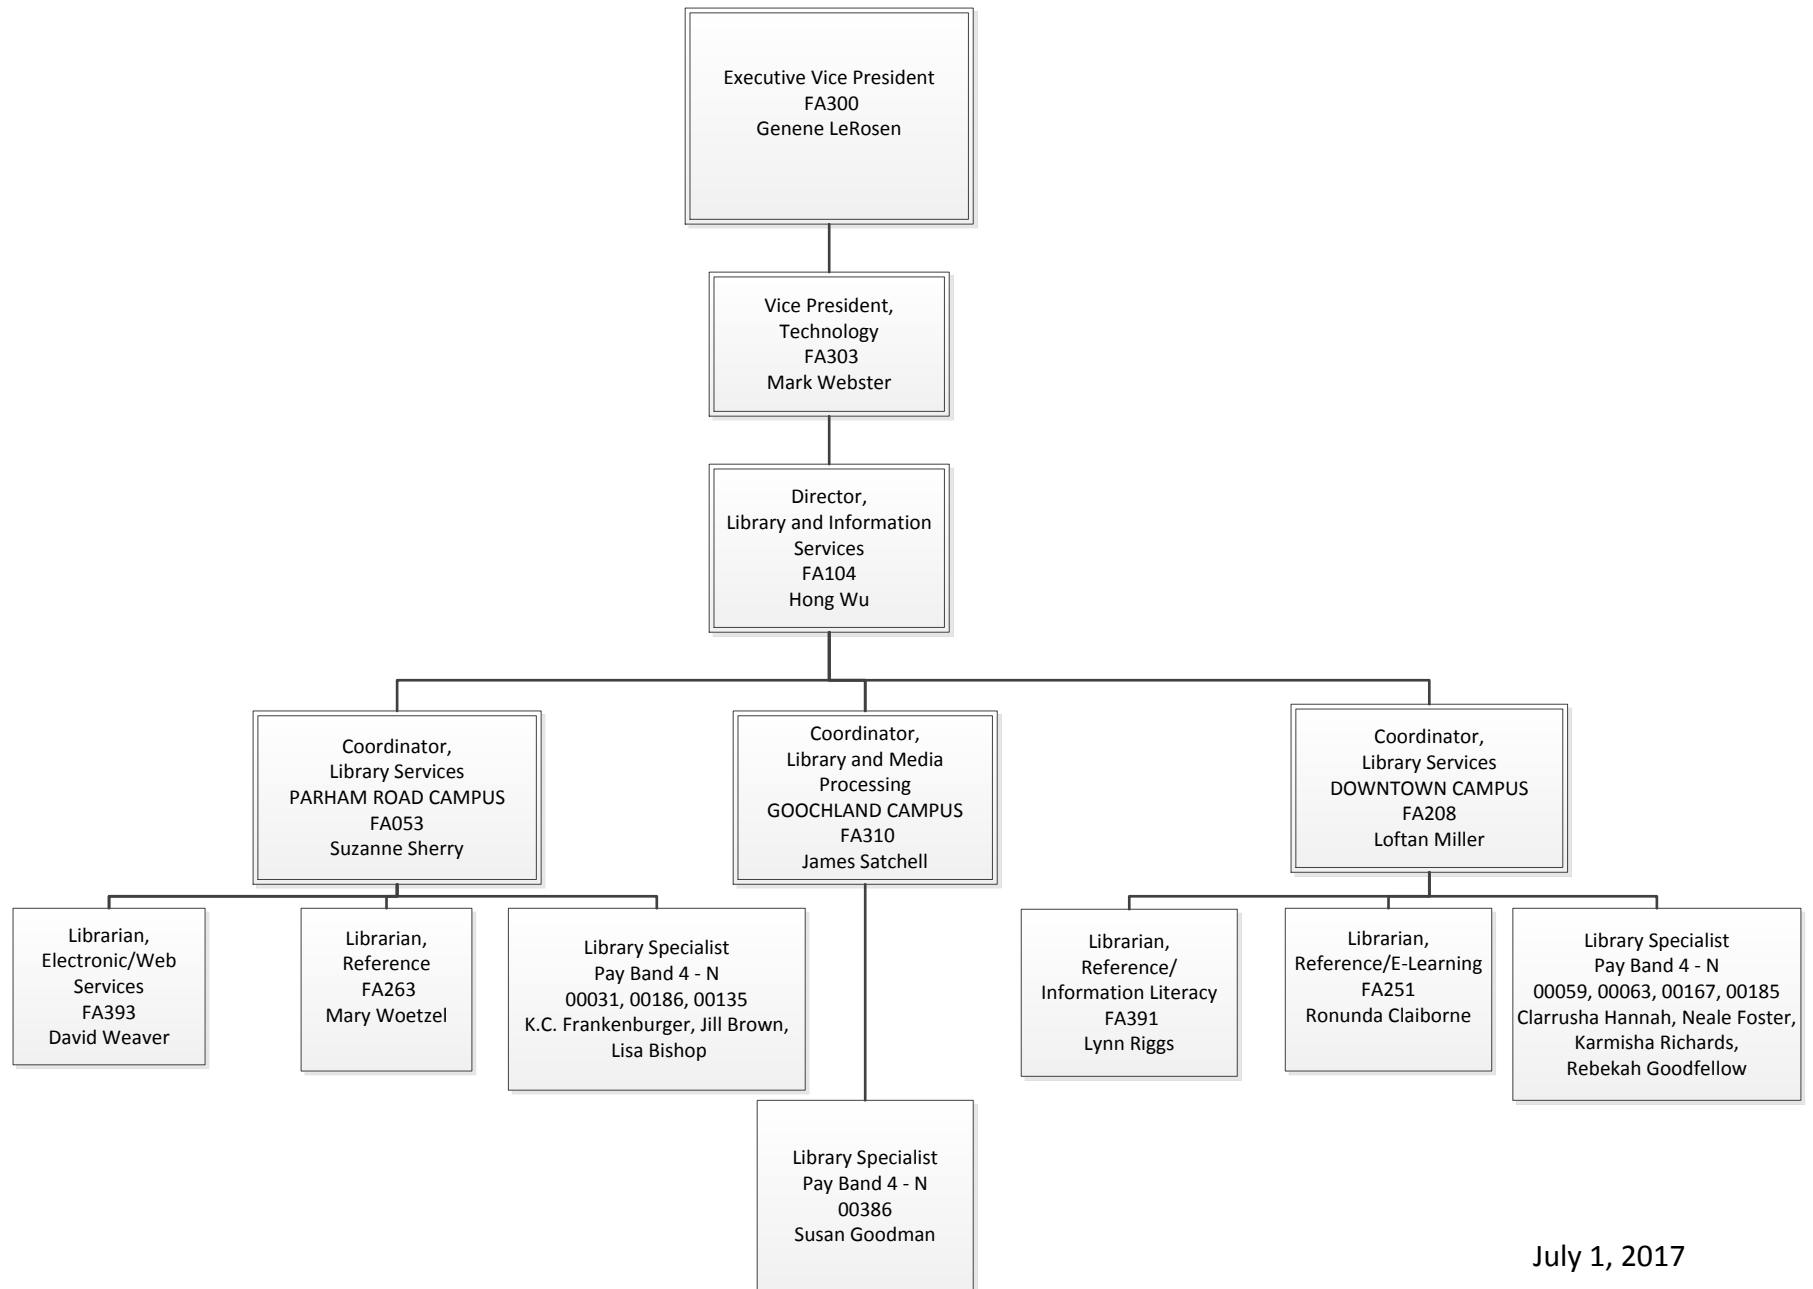 Executive Vice President
FA300
Genene LeRosen
Vice President,
Technology
FA303
Mark Webster
Director,
Library and Information
Services
FA104
Hong Wu
Coordinator,
Library Services
PARHAM ROAD CAMPUS
FA053
Suzanne Sherry
Coordinator,
Library and Media
Processing
GOOCHLAND CAMPUS
FA310
James Satchell
Coordinator,
Library Services
DOWNTOWN CAMPUS
FA208
Loftan Miller
Librarian,
Electronic/Web
Services
FA393
David Weaver
Librarian,
Reference
FA263
Mary Woetzel
Library Specialist
Pay Band 4 - N
00031, 00186, 00135
K.C. Frankenburger, Jill Brown,
Lisa Bishop
Librarian,
Reference/
Information Literacy
FA391
Lynn Riggs
Librarian,
Reference/E-Learning
FA251
Ronunda Claiborne
Library Specialist
Pay Band 4 - N
00059, 00063, 00167, 00185
Clarrusha Hannah, Neale Foster,
Karmisha Richards,
Rebekah Goodfellow
Library Specialist
Pay Band 4 - N
00386
Susan Goodman
July 1, 2017